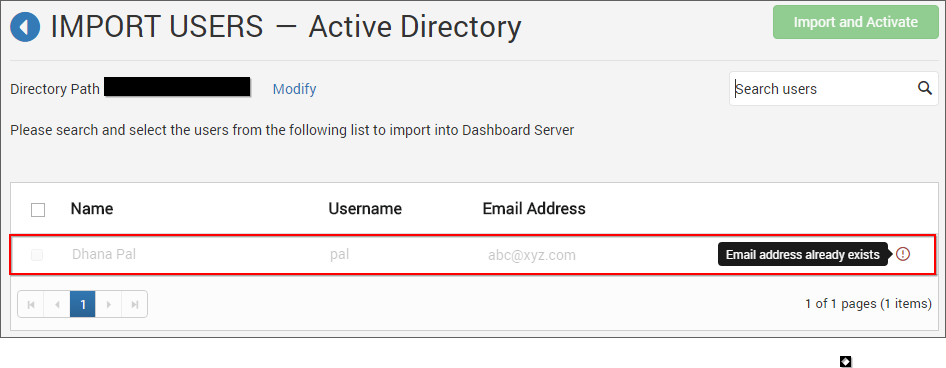 IMPORT USERS — Active Directory
Import and Activate
Directory Path
Modify
Search users
Please search and select the users from the following list to import into Dashboard Server
Name Username Email Address
Dhana Pal pal abc@xyz.com Email address already exists
1
1 of 1 pages (1 items)